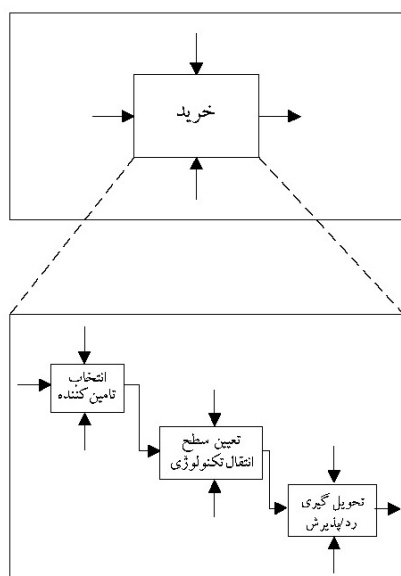 خرید
انتخاب
تامین کننده
تعیین سطح
انتقال تکنولوژی
تحویل گیری
رد/پذیرش